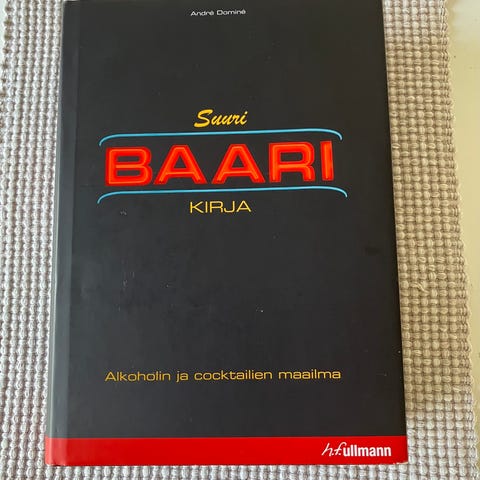 André Dominé
Suuri
BAARI
KIRJA
Alkoholin ja cocktailien maailma
h.f.ullmann